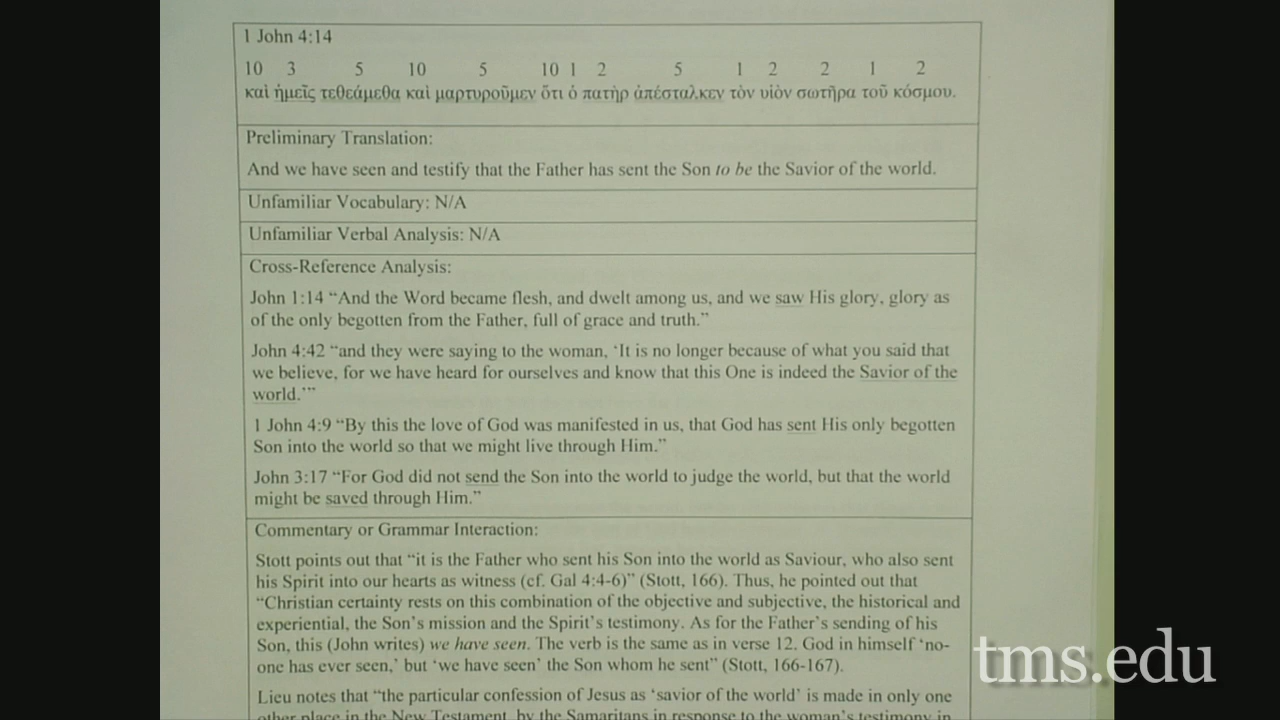 1 John 4:14
10 3 5 10 5 10 1 2 5 1 2 2 1 2
καὶ ἡμεῖς τεθεάμεθα καὶ μαρτυροῦμεν ὅτι ὁ πατὴρ ἀπέσταλκεν τὸν υἱὸν σωτῆρα τοῦ κόσμου.
Preliminary Translation:
And we have seen and testify that the Father has sent the Son to be the Savior of the world.
Unfamiliar Vocabulary: N/A
Unfamiliar Verbal Analysis: N/A
Cross-Reference Analysis:
John 1:14 “And the Word became flesh, and dwelt among us, and we saw His glory, glory as
of the only begotten from the Father, full of grace and truth.”
John 4:42 “and they were saying to the woman, ‘It is no longer because of what you said that
we believe, for we have heard for ourselves and know that this One is indeed the Savior of the
world.’”
1 John 4:9 “By this the love of God was manifested in us, that God has sent His only begotten
Son into the world so that we might live through Him.”
John 3:17 “For God did not send the Son into the world to judge the world, but that the world
might be saved through Him.”
Commentary or Grammar Interaction:
Stott points out that “it is the Father who sent his Son into the world as Saviour, who also sent
his Spirit into our hearts as witness (cf. Gal 4:4-6)” (Stott, 166). Thus, he pointed out that
“Christian certainty rests on this combination of the objective and subjective, the historical and
experiential, the Son’s mission and the Spirit’s testimony. As for the Father’s sending of his
Son, this (John writes) we have seen. The verb is the same as in verse 12. God in himself ‘no-
one has ever seen,’ but ‘we have seen’ the Son whom he sent” (Stott, 166-167).
Lieu notes that “the particular confession of Jesus as ‘savior of the world’ is made in only one
other place in the New Testament, by the Samaritans in response to the woman’s testimony in
tms.edu